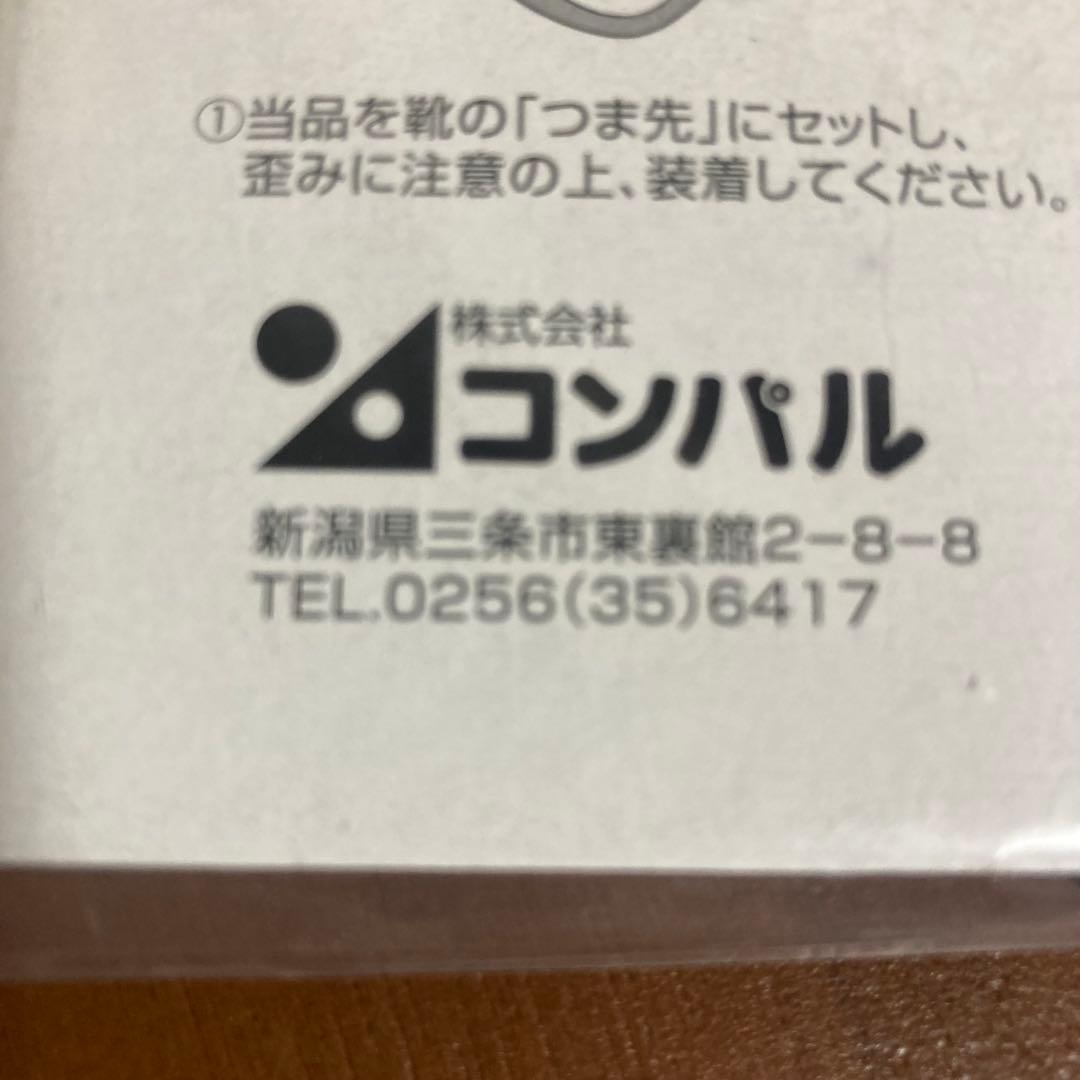 ①当品を靴の「つま先」にセットし、
歪みに注意の上、装着してください。
株式会社
コンパル
新潟県三条市東裏館2-8-8
TEL.0256(35)6417